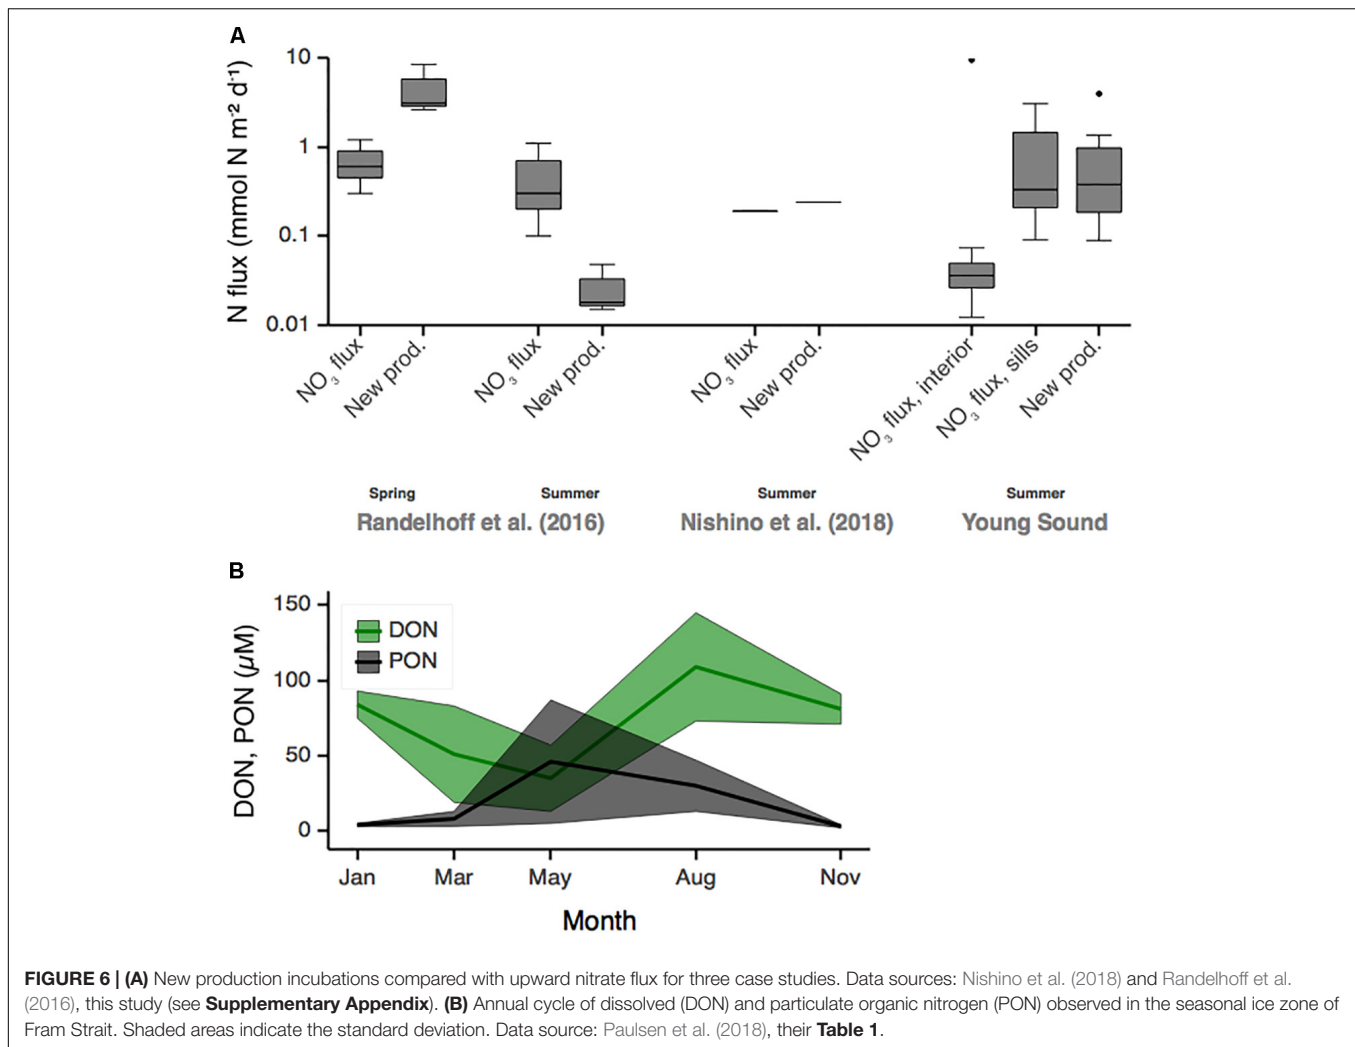 A
N flux (mmol N m⁻² d⁻¹)
10
1
0.1
0.01
NO₃ flux
New prod.
NO₃ flux
New prod.
NO₃ flux
New prod.
NO₃ flux, interior
NO₃ flux, sills
New prod.
Spring Summer Summer Summer
Randelhoff et al. (2016) Nishino et al. (2018) Young Sound
B
DON, PON (µM)
150
100
50
0
DON
PON
Jan Mar May Aug Nov
Month
FIGURE 6 | (A) New production incubations compared with upward nitrate flux for three case studies. Data sources: Nishino et al. (2018) and Randelhoff et al.
(2016), this study (see Supplementary Appendix). (B) Annual cycle of dissolved (DON) and particulate organic nitrogen (PON) observed in the seasonal ice zone of
Fram Strait. Shaded areas indicate the standard deviation. Data source: Paulsen et al. (2018), their Table 1.